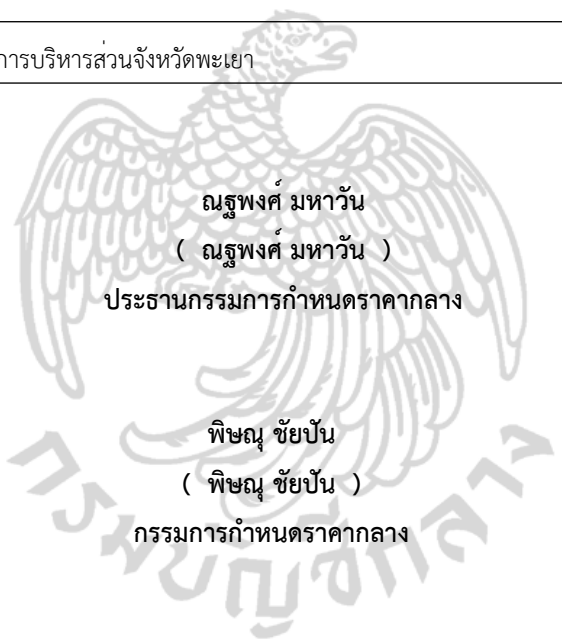 การบริหารส่วนจังหวัดพะเยา
ณฐพงศ์ มหาวัน
( ณฐพงศ์ มหาวัน )
ประธานกรรมการกำหนดราคากลาง
พิษณุ ชัยปัน
( พิษณุ ชัยปัน )
กรรมการกำหนดราคากลาง
กรมบัญชีกลาง